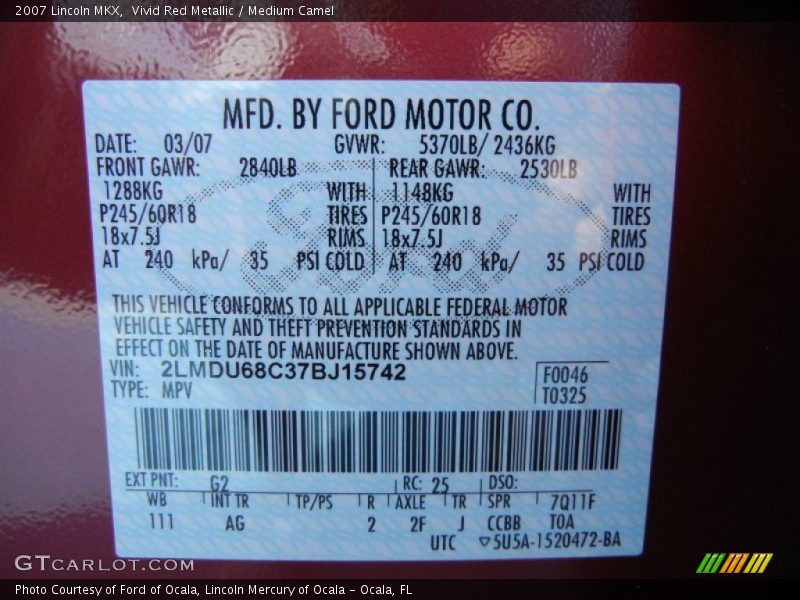 2007 Lincoln MKX, Vivid Red Metallic / Medium Camel
MFD. BY FORD MOTOR CO.
DATE: 03/07 GVWR: 5370LB/ 2436KG
FRONT GAWR: 2840LB REAR GAWR: 2530LB
1288KG WITH 1148KG WITH
P245/60R18 TIRES P245/60R18 TIRES
18x7.5J RIMS 18x7.5J RIMS
AT 240 kPa/ 35 PSI COLD AT 240 kPa/ 35 PSI COLD
THIS VEHICLE CONFORMS TO ALL APPLICABLE FEDERAL MOTOR
VEHICLE SAFETY AND THEFT PREVENTION STANDARDS IN
EFFECT ON THE DATE OF MANUFACTURE SHOWN ABOVE.
VIN: 2LMDU68C37BJ15742 F0046
TYPE: MPV T0325
EXT PNT: G2 RC: 25 DSO:
WB INT TR TP/PS R AXLE TR SPR 7Q11F
111 AG 2 2F J CCBB TOA
UTC ▽5U5A-1520472-BA
GTCARLOT.COM
Photo Courtesy of Ford of Ocala, Lincoln Mercury of Ocala - Ocala, FL